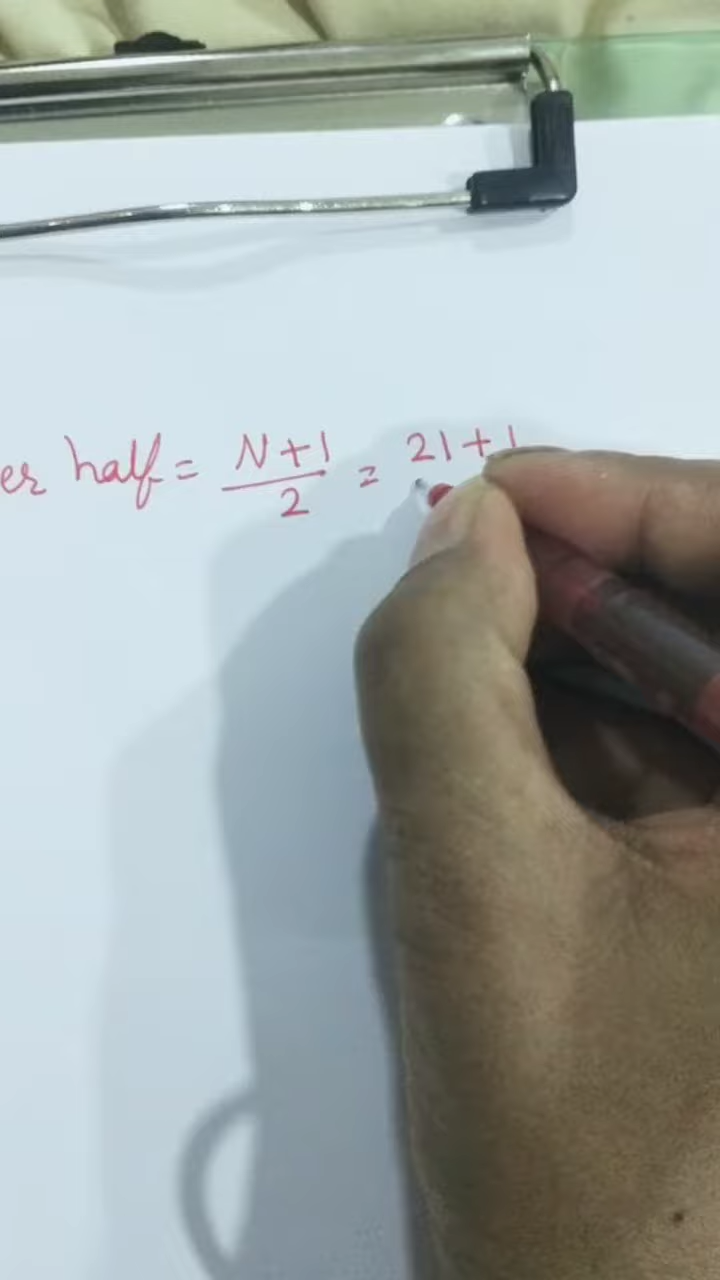 er half = N+1/2 = 21+1